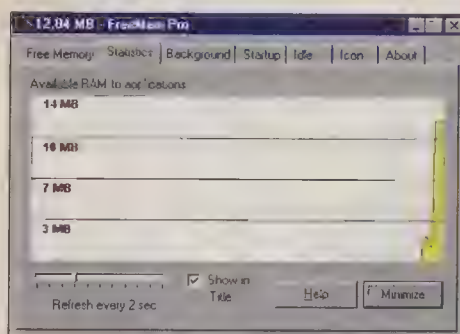 12,04 MB - FreeMem Pro
Free Memory Statistics Background Startup Idle Icon About
Available RAM to applications
14 MB
10 MB
7 MB
3 MB
Show in
Title
Refresh every 2 sec
Help
Minimize